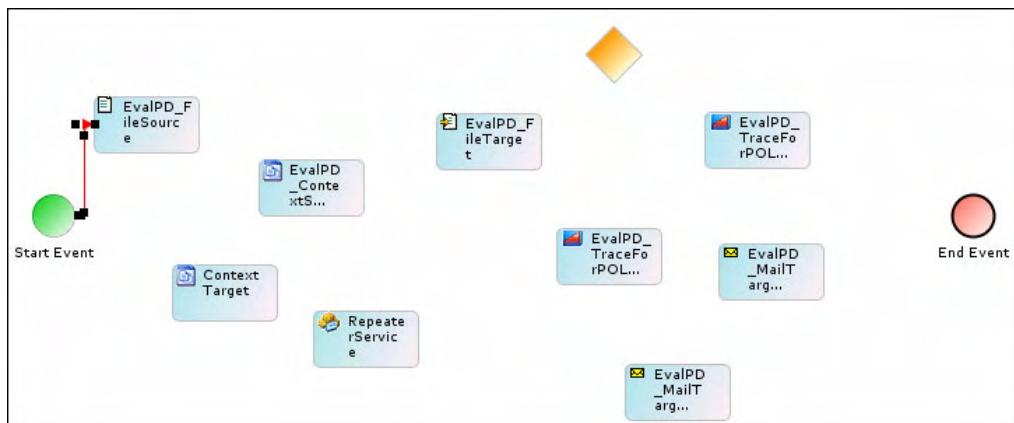 EvalPD_F
ileSourc
e
EvalPD_F
ileTarge
t
EvalPD_
TraceFo
rPOL...
EvalPD
_Conte
xtS...
Start Event
EvalPD_
TraceFo
rPOL...
EvalPD
_MailT
arg...
End Event
Context
Target
Repeate
rServic
e
EvalPD
_MailT
arg...